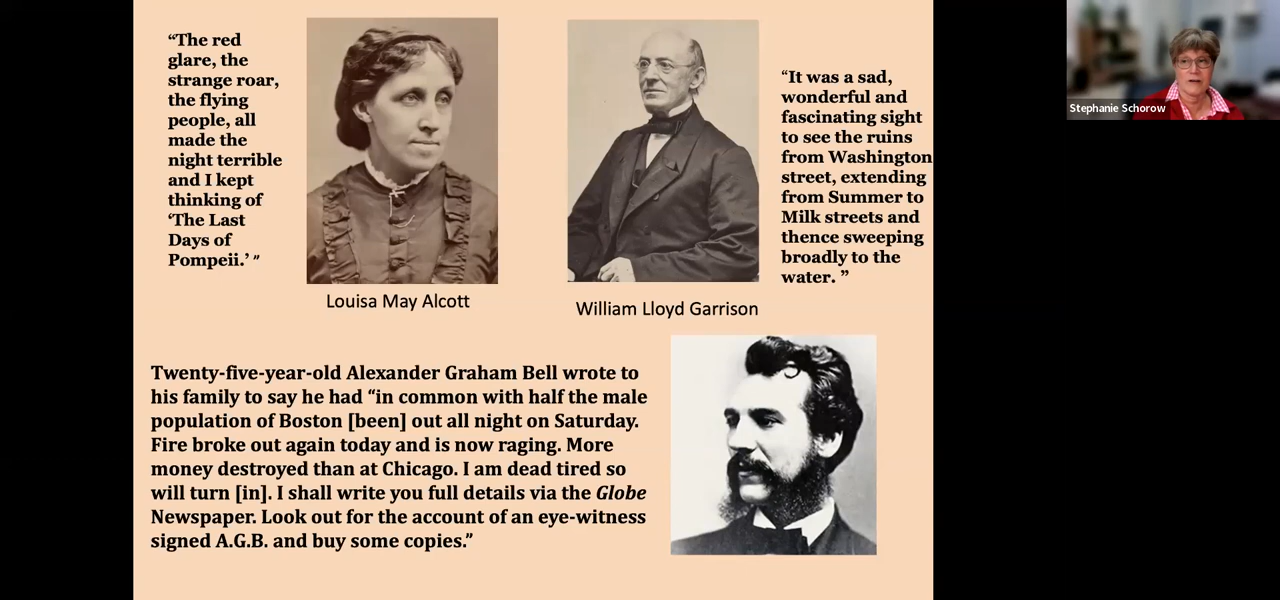 “The red
glare, the
strange roar,
the flying
people, all
made the
night terrible
and I kept
thinking of
‘The Last
Days of
Pompeii.’ ”
Louisa May Alcott
William Lloyd Garrison
“It was a sad,
wonderful and
fascinating sight
to see the ruins
from Washington
street, extending
from Summer to
Milk streets and
thence sweeping
broadly to the
water. ”
Twenty-five-year-old Alexander Graham Bell wrote to
his family to say he had “in common with half the male
population of Boston [been] out all night on Saturday.
Fire broke out again today and is now raging. More
money destroyed than at Chicago. I am dead tired so
will turn [in]. I shall write you full details via the Globe
Newspaper. Look out for the account of an eye-witness
signed A.G.B. and buy some copies.”
Stephanie Schorow